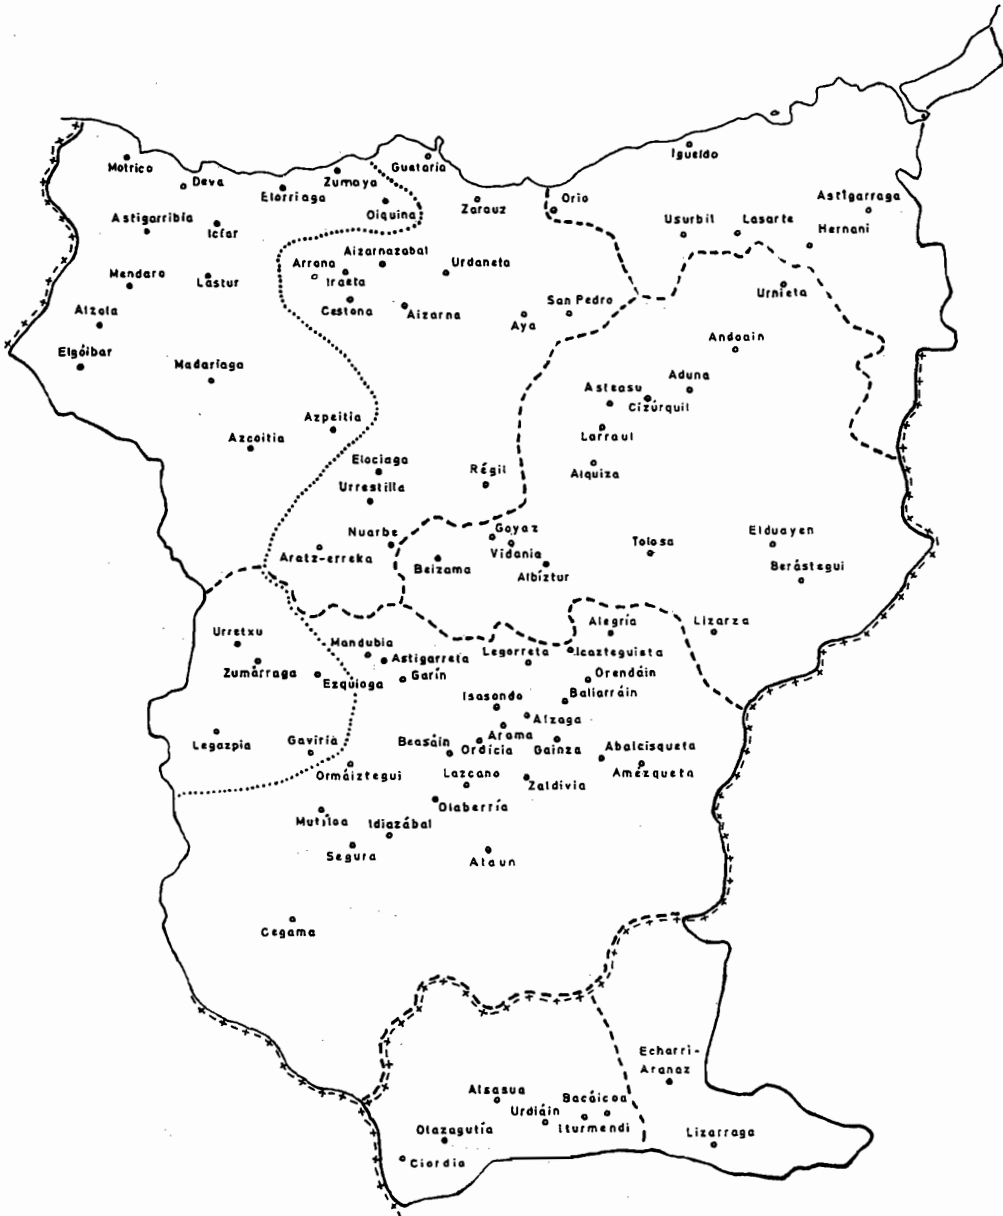 Igueldo
Guetaria
Motrico
Deva
Zumaya
Elorriaga
Zarauz
Orio
Astigarraga
Oiquina
Astigarribia
Icíar
Usurbil
Lasarte
Hernani
Aizarnazabal
Arrona
Urdaneta
Mendaro
Lástur
Iraeta
Urnieta
Cestona
San Pedro
Alzola
Aizarna
Aya
Andoain
Elgóibar
Madariaga
Aduna
Asteasu
Cizúrquil
Azpeitia
Azcoitia
Larraul
Elociaga
Régil
Alquiza
Urrestilla
Nuarbe
Goyaz
Elduayen
Aratz-erreka
Vidania
Tolosa
Beizama
Albíztur
Berástegui
Alegría
Lizarza
Urretxu
Mandubia
Legorreta
Icazteguieta
Astigarreta
Zumárraga
Garín
Orendáin
Ezquioga
Isasondo
Baliarráin
Alzaga
Legazpia
Gaviria
Beasáin
Arama
Ordicia
Gainza
Abalcisqueta
Ormáiztegui
Lazcano
Amézqueta
Zaldivia
Olaberría
Mutiloa
Idiazábal
Segura
Ataun
Cegama
Echarri-
Aranaz
Alsasua
Bacáicoa
Urdiáin
Iturmendi
Olazagutía
Lizarraga
Ciordia